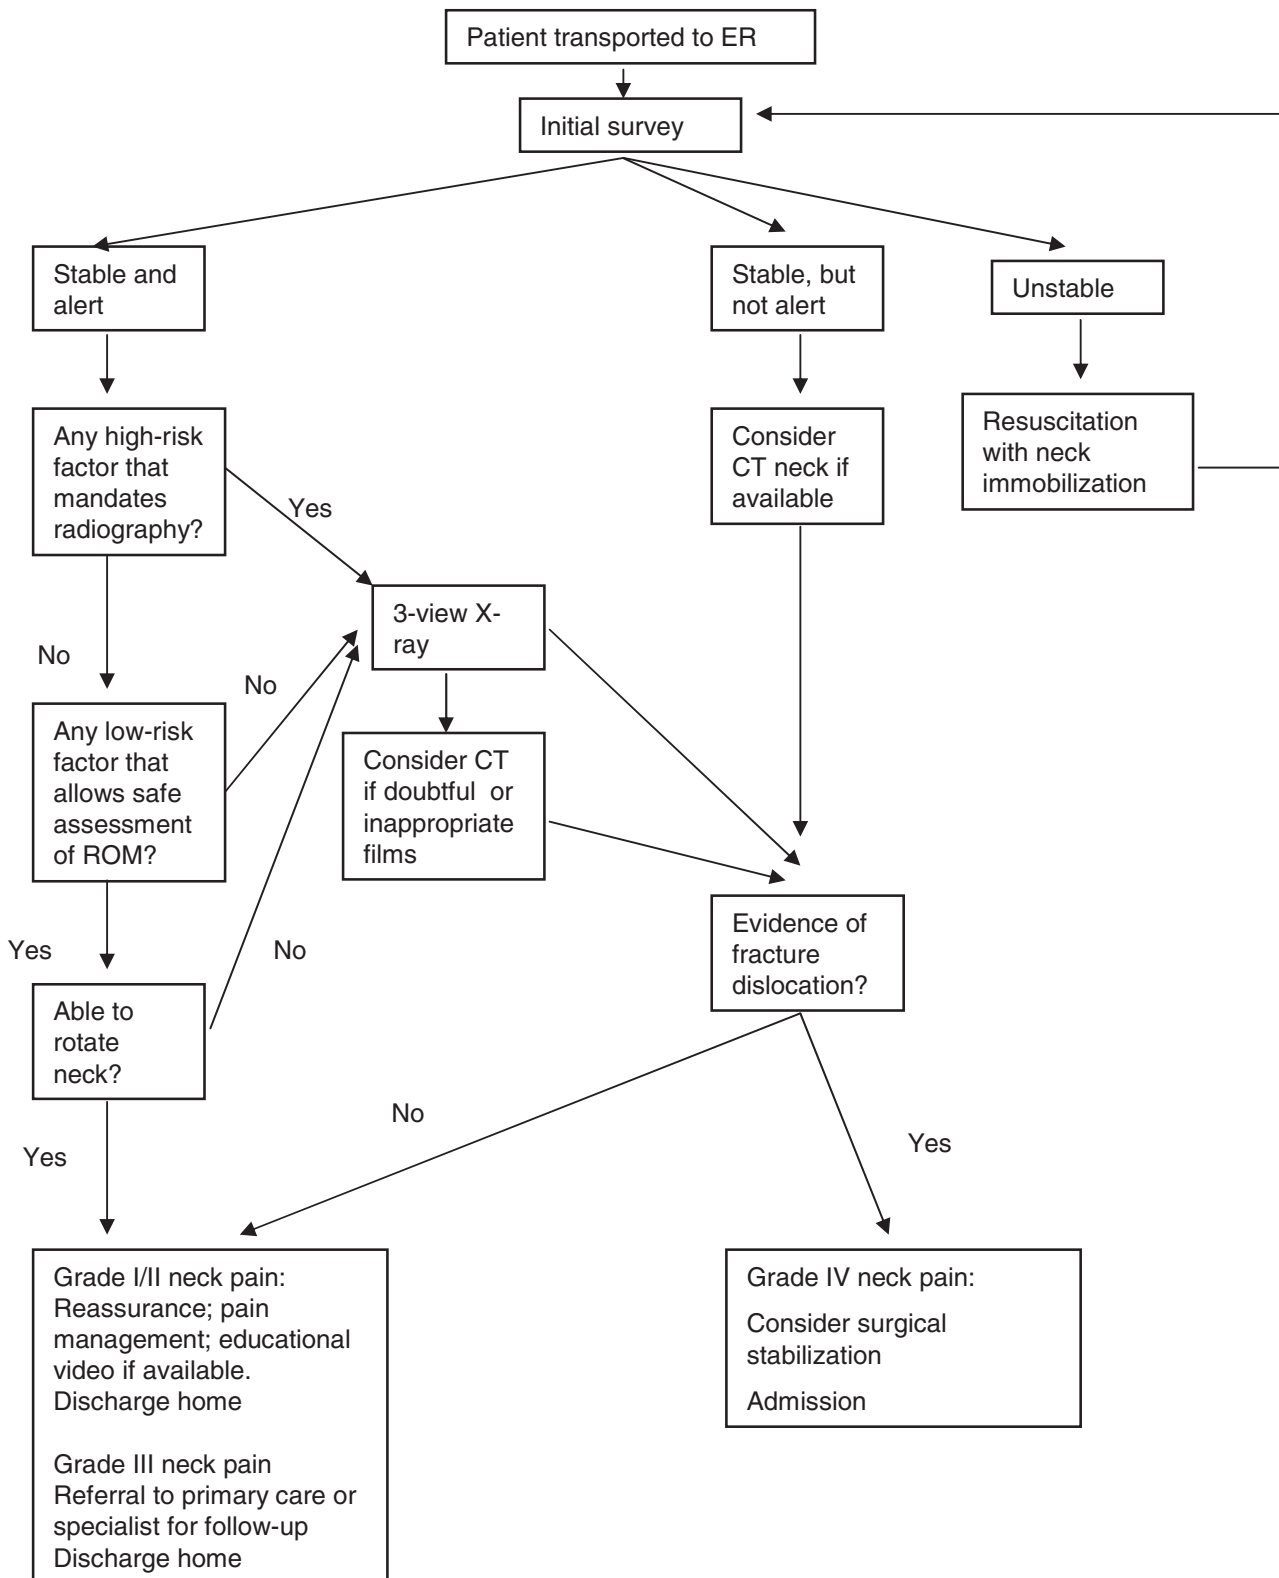 Patient transported to ER
Initial survey
Stable and
alert
Stable, but
not alert
Unstable
Any high-risk
factor that
mandates
radiography?
Yes
Consider
CT neck if
available
Resuscitation
with neck
immobilization
3-view X-
ray
No
No
Any low-risk
factor that
allows safe
assessment
of ROM?
Consider CT
if doubtful or
inappropriate
films
Yes
No
Evidence of
fracture
dislocation?
Able to
rotate
neck?
No
Yes
Yes
Grade I/II neck pain:
Reassurance; pain
management; educational
video if available.
Discharge home
Grade III neck pain
Referral to primary care or
specialist for follow-up
Discharge home
Grade IV neck pain:
Consider surgical
stabilization
Admission